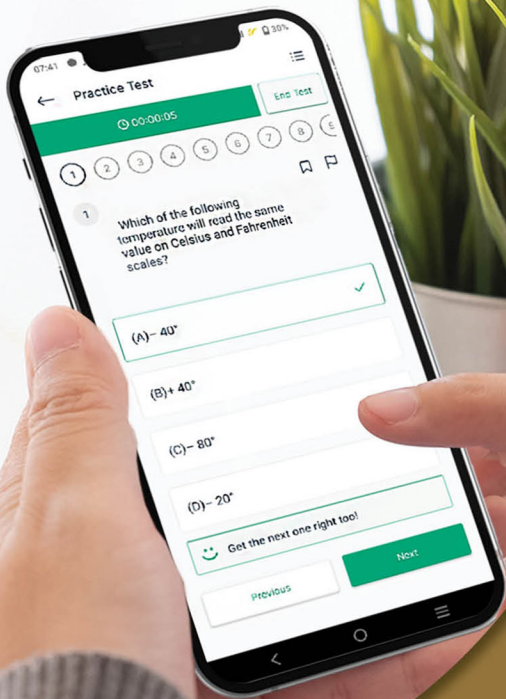 07:41 30%
Practice Test
00:00:05 End Test
1 2 3 4 5 6 7 8
1
Which of the following
temperature will read the same
value on Celsius and Fahrenheit
scales?
(A)– 40°
(B)+ 40°
(C)– 80°
(D)– 20°
Get the next one right too!
Previous Next